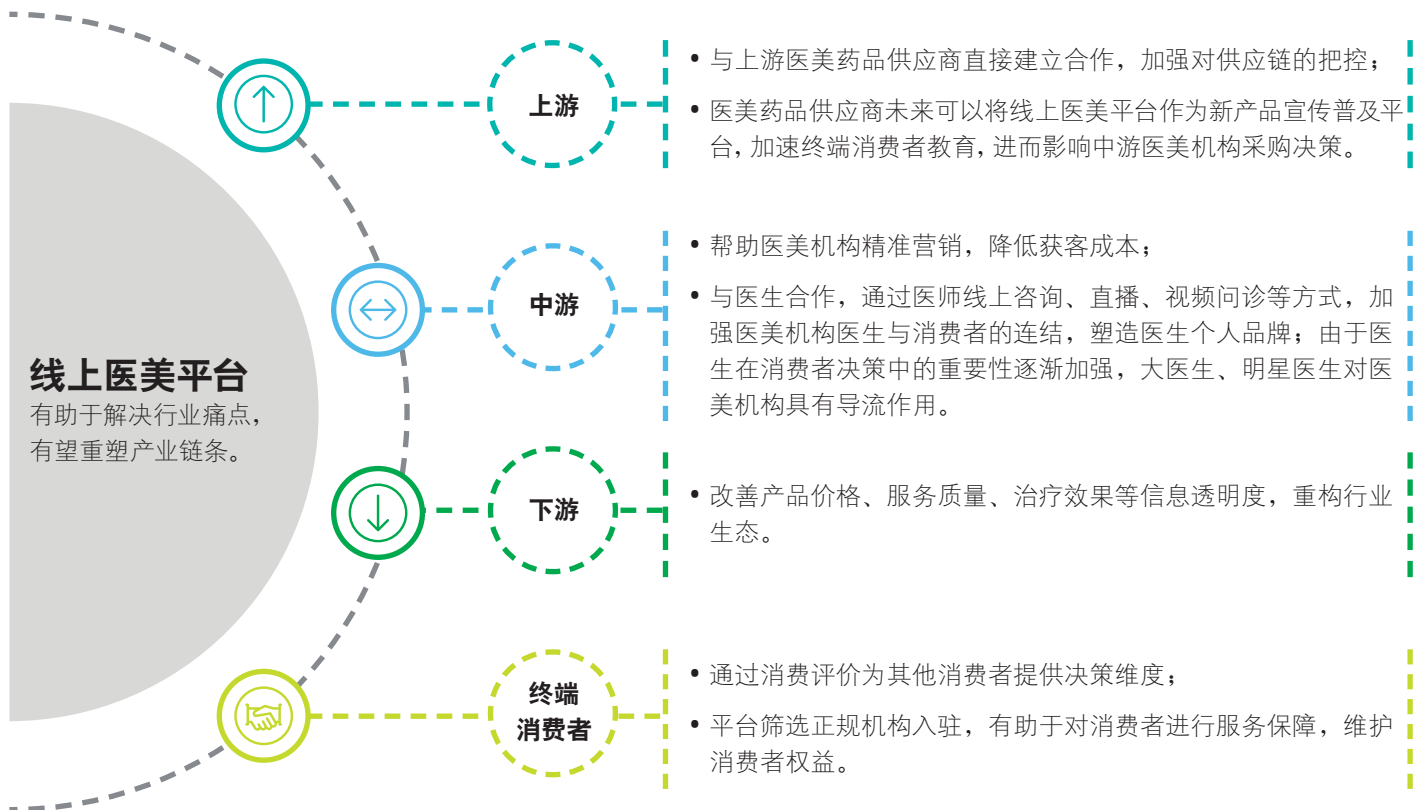 线上医美平台
有助于解决行业痛点，
有望重塑产业链条。
上游
• 与上游医美药品供应商直接建立合作，加强对供应链的把控；
• 医美药品供应商未来可以将线上医美平台作为新产品宣传普及平
台，加速终端消费者教育，进而影响中游医美机构采购决策。
中游
• 帮助医美机构精准营销，降低获客成本；
• 与医生合作，通过医师线上咨询、直播、视频问诊等方式，加
强医美机构医生与消费者的连结，塑造医生个人品牌；由于医
生在消费者决策中的重要性逐渐加强，大医生、明星医生对医
美机构具有导流作用。
下游
• 改善产品价格、服务质量、治疗效果等信息透明度，重构行业
生态。
终端
消费者
• 通过消费评价为其他消费者提供决策维度；
• 平台筛选正规机构入驻，有助于对消费者进行服务保障，维护
消费者权益。